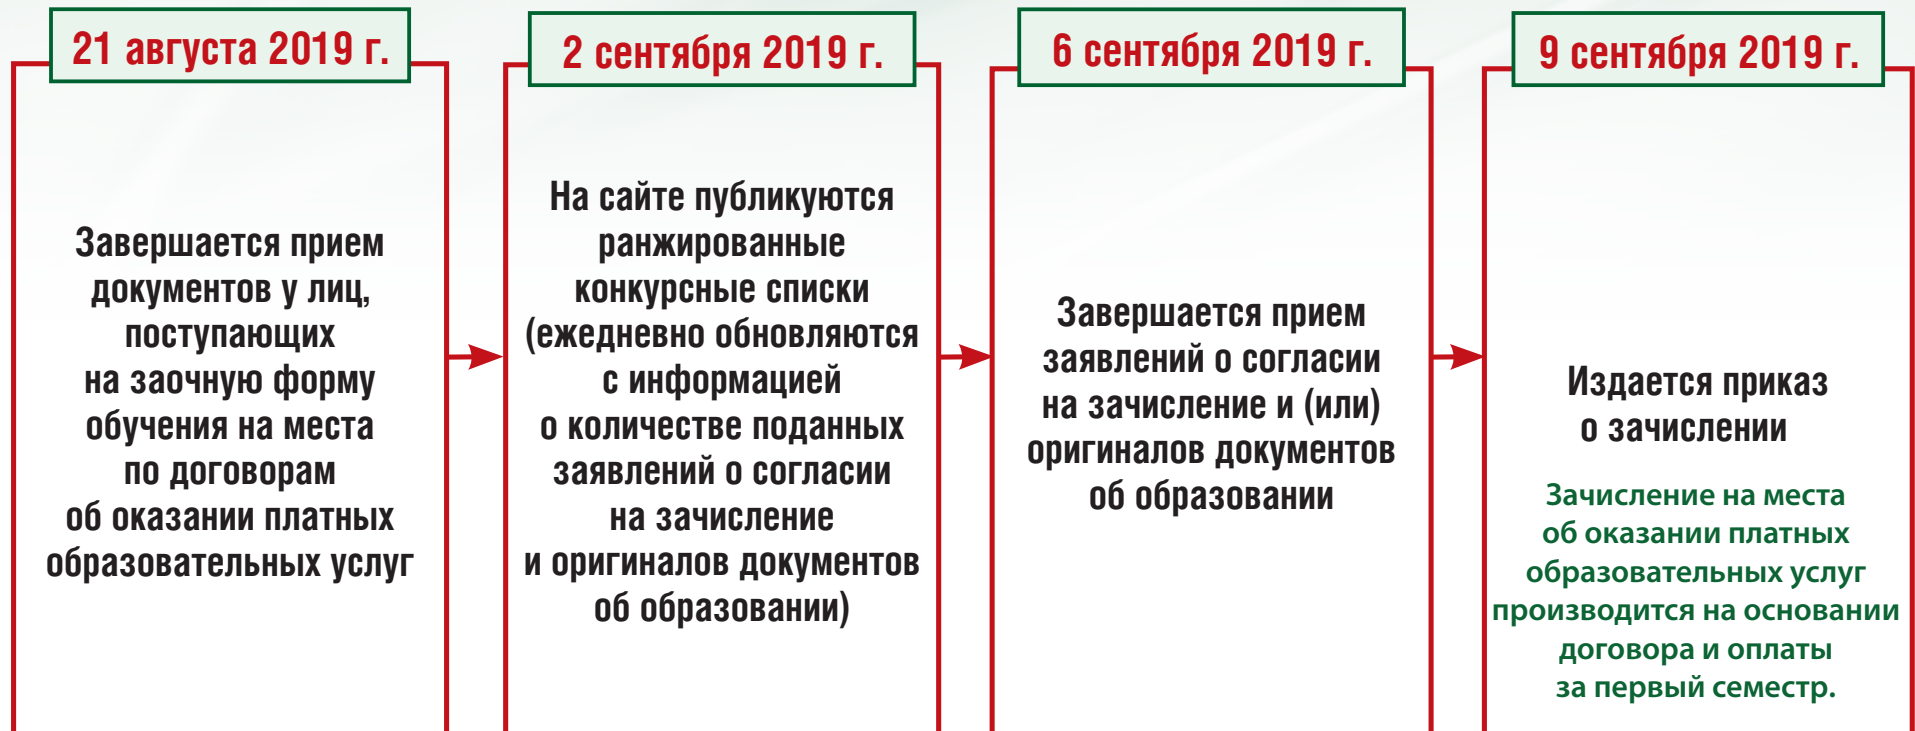 21 августа 2019 г.
Завершается прием
документов у лиц,
поступающих
на заочную форму
обучения на места
по договорам
об оказании платных
образовательных услуг
2 сентября 2019 г.
На сайте публикуются
ранжированные
конкурсные списки
(ежедневно обновляются
с информацией
о количестве поданных
заявлений о согласии
на зачисление
и оригиналов документов
об образовании)
6 сентября 2019 г.
Завершается прием
заявлений о согласии
на зачисление и (или)
оригиналов документов
об образовании
9 сентября 2019 г.
Издается приказ
о зачислении
Зачисление на места
об оказании платных
образовательных услуг
производится на основании
договора и оплаты
за первый семестр.